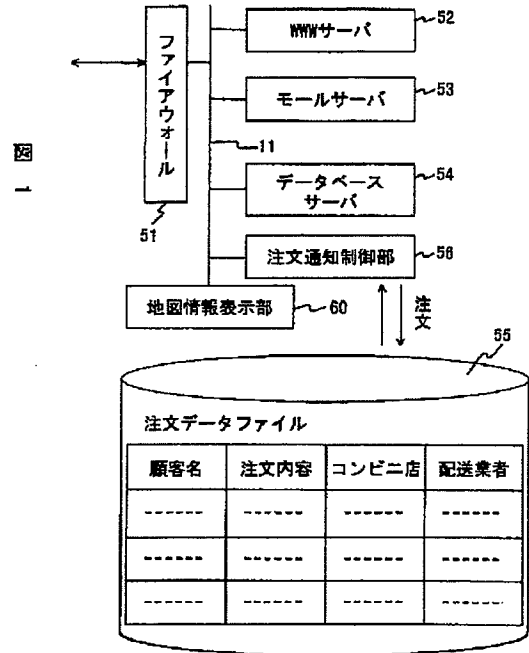 図一
ファイアウォール
51
WWWサーバ
52
モールサーバ
53
11
データベース
サーバ
54
注文通知制御部
56
地図情報表示部
60
注文
55
注文データファイル
顧客名 注文内容 コンビニ店 配送業者
------ ------ ------ ------
------ ------ ------ ------
------ ------ ------ ------